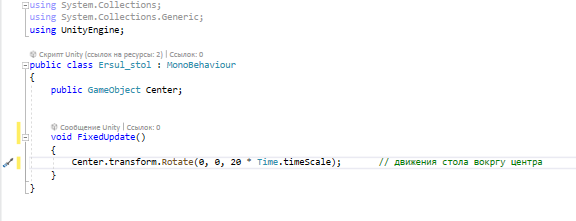 using System.Collections;
using System.Collections.Generic;
using UnityEngine;
Скрипт Unity (ссылок на ресурсы: 2) | Ссылок: 0
public class Ersul_stol : MonoBehaviour
{
public GameObject Center;
Сообщение Unity | Ссылок: 0
void FixedUpdate()
{
Center.transform.Rotate(0, 0, 20 * Time.timeScale); // движения стола вокргу центра
}
}